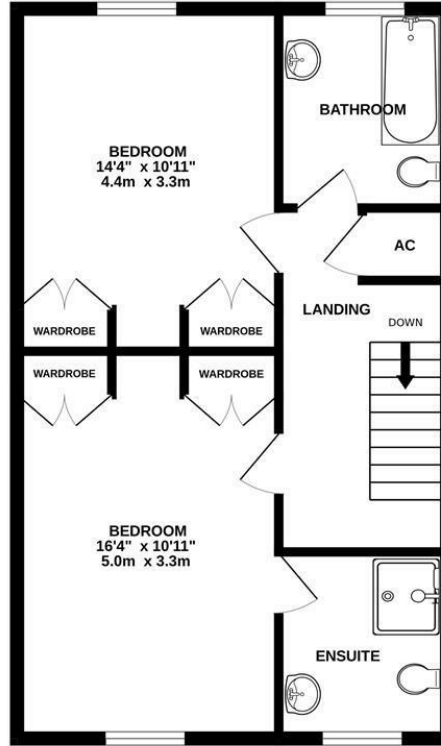 BATHROOM
BEDROOM
14'4" x 10'11"
4.4m x 3.3m
AC
LANDING
DOWN
WARDROBE
WARDROBE
WARDROBE
WARDROBE
BEDROOM
16'4" x 10'11"
5.0m x 3.3m
ENSUITE